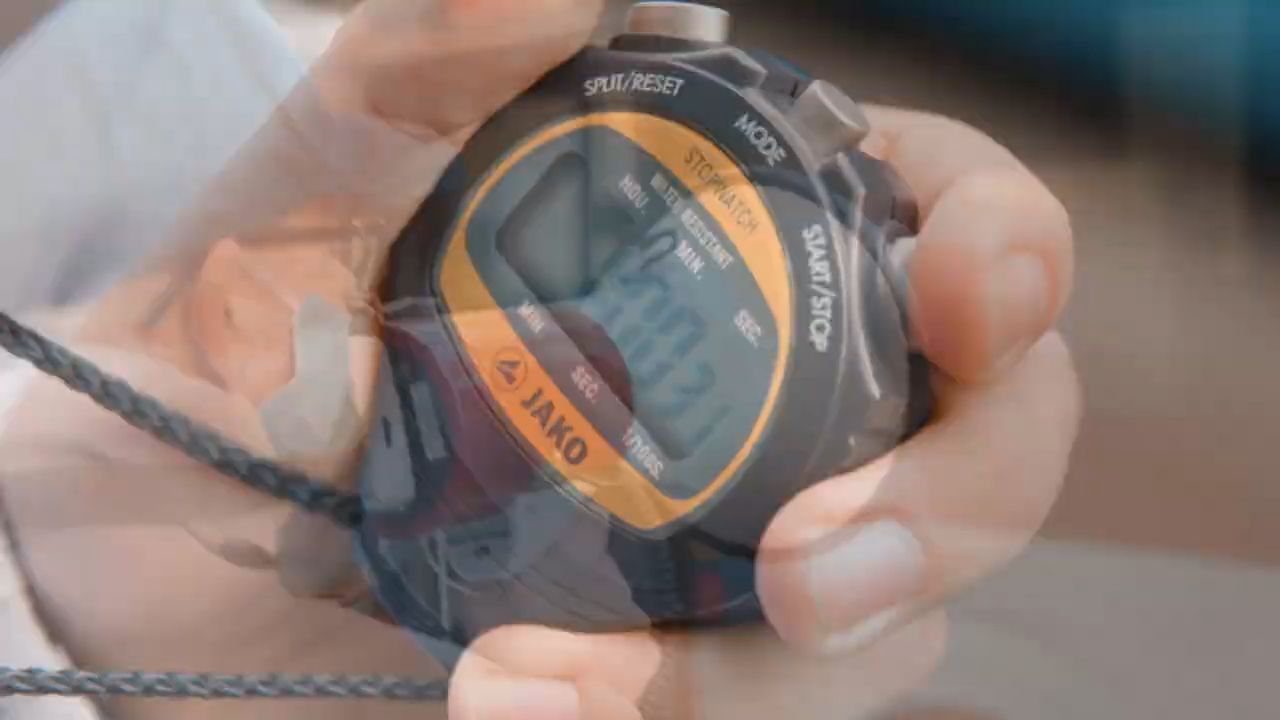 SPLIT/RESET
MODE
STOPWATCH
WATER RESISTANT
HOU.
MIN.
SEC.
START/STOP
MIN
SEC.
1/100S.
JAKO